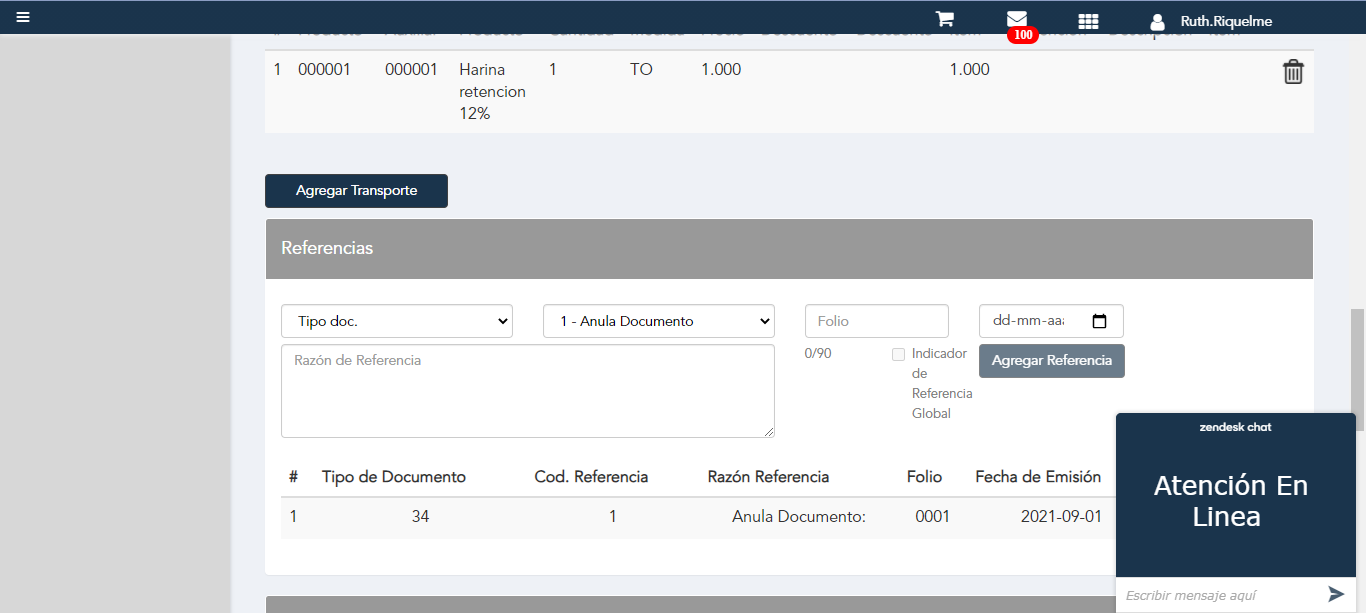 Ruth.Riquelme
100
1 000001 000001 Harina 1 TO 1.000 1.000
retencion
12%
Agregar Transporte
Referencias
Tipo doc. 1 - Anula Documento Folio dd-mm-aa
Razón de Referencia 0/90 Indicador Agregar Referencia
de
Referencia
Global
zendesk chat
# Tipo de Documento Cod. Referencia Razón Referencia Folio Fecha de Emisión
Atención En
Linea
1 34 1 Anula Documento: 0001 2021-09-01
Escribir mensaje aquí